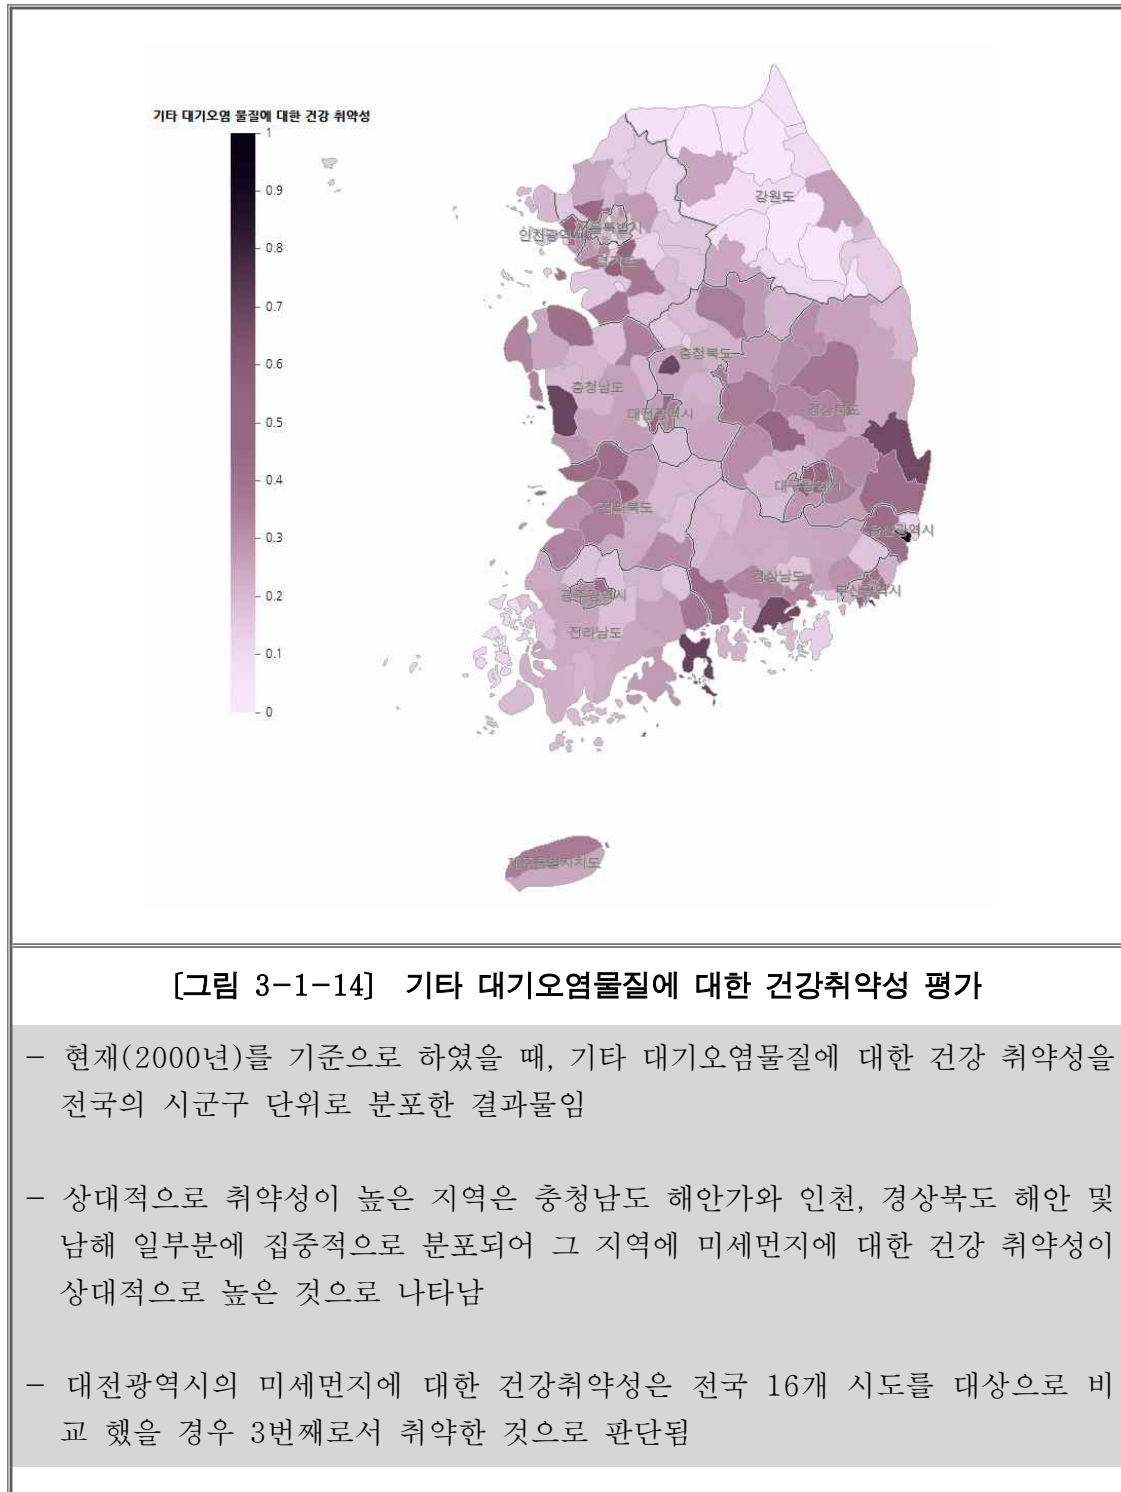 기타 대기오염 물질에 대한 건강 취약성
1
0.9
0.8
0.7
0.6
0.5
0.4
0.3
0.2
0.1
0
강원도
인천광역시
경기도
충청북도
충청남도
대전광역시
경상북도
전라북도
울산광역시
경상남도
부산광역시
광주광역시
전라남도
제주특별자치도
[그림 3-1-14] 기타 대기오염물질에 대한 건강취약성 평가
- 현재(2000년)를 기준으로 하였을 때, 기타 대기오염물질에 대한 건강 취약성을
전국의 시군구 단위로 분포한 결과물임
- 상대적으로 취약성이 높은 지역은 충청남도 해안가와 인천, 경상북도 해안 및
남해 일부분에 집중적으로 분포되어 그 지역에 미세먼지에 대한 건강 취약성이
상대적으로 높은 것으로 나타남
- 대전광역시의 미세먼지에 대한 건강취약성은 전국 16개 시도를 대상으로 비
교 했을 경우 3번째로서 취약한 것으로 판단됨